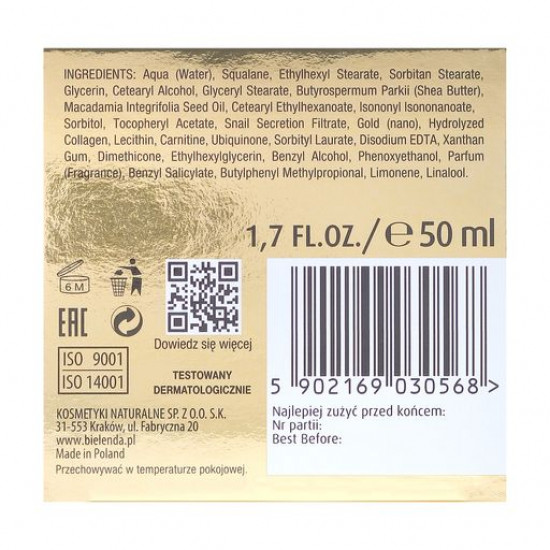 INGREDIENTS: Aqua (Water), Squalane, Ethylhexyl Stearate, Sorbitan Stearate,
Glycerin, Cetearyl Alcohol, Glyceryl Stearate, Butyrospermum Parkii (Shea Butter),
Macadamia Integrifolia Seed Oil, Cetearyl Ethylhexanoate, Isononyl Isononanoate,
Sorbitol, Tocopheryl Acetate, Snail Secretion Filtrate, Gold (nano), Hydrolyzed
Collagen, Lecithin, Carnitine, Ubiquinone, Sorbityl Laurate, Disodium EDTA, Xanthan
Gum, Dimethicone, Ethylhexylglycerin, Benzyl Alcohol, Phenoxyethanol, Parfum
(Fragrance), Benzyl Salicylate, Butylphenyl Methylpropional, Limonene, Linalool.
1,7 FL.OZ./℮50 ml
6 M
EAC
Dowiedz się więcej
ISO 9001
ISO 14001
TESTOWANY
DERMATOLOGICZNIE
5 902169 030568 >
KOSMETYKI NATURALNE SP. Z O.O. S.K.
31-553 Kraków, ul. Fabryczna 20
www.bielenda.pl
Made in Poland
Przechowywać w temperaturze pokojowej.
Najlepiej zużyć przed końcem:
Nr partii:
Best Before: